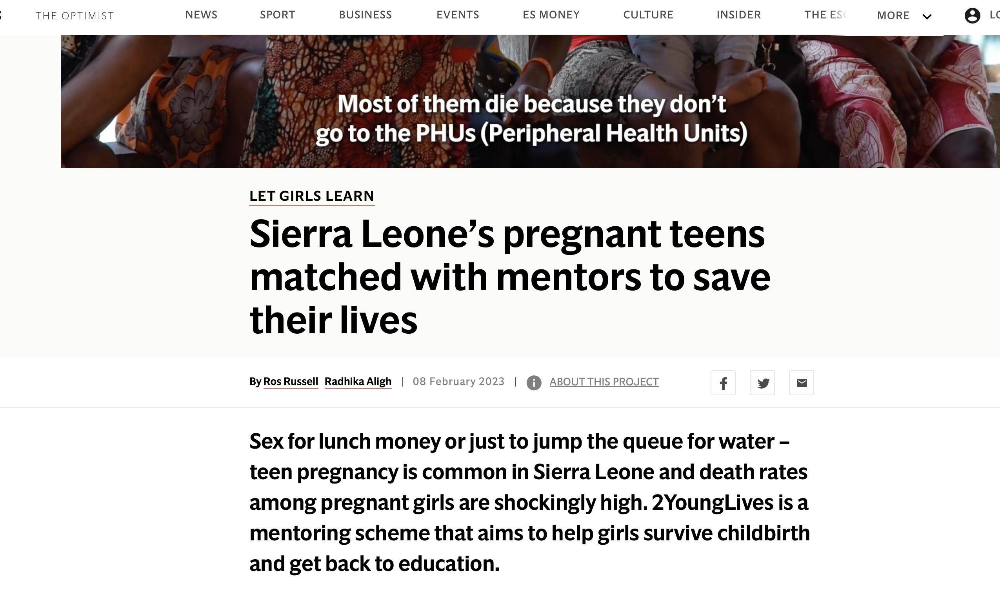 THE OPTIMIST NEWS SPORT BUSINESS EVENTS ES MONEY CULTURE INSIDER THE MORE
Most of them die because they don’t
go to the PHUs (Peripheral Health Units)
LET GIRLS LEARN
Sierra Leone’s pregnant teens
matched with mentors to save
their lives
By Ros Russell Radhika Aligh | 08 February 2023 | ABOUT THIS PROJECT
Sex for lunch money or just to jump the queue for water –
teen pregnancy is common in Sierra Leone and death rates
among pregnant girls are shockingly high. 2YoungLives is a
mentoring scheme that aims to help girls survive childbirth
and get back to education.